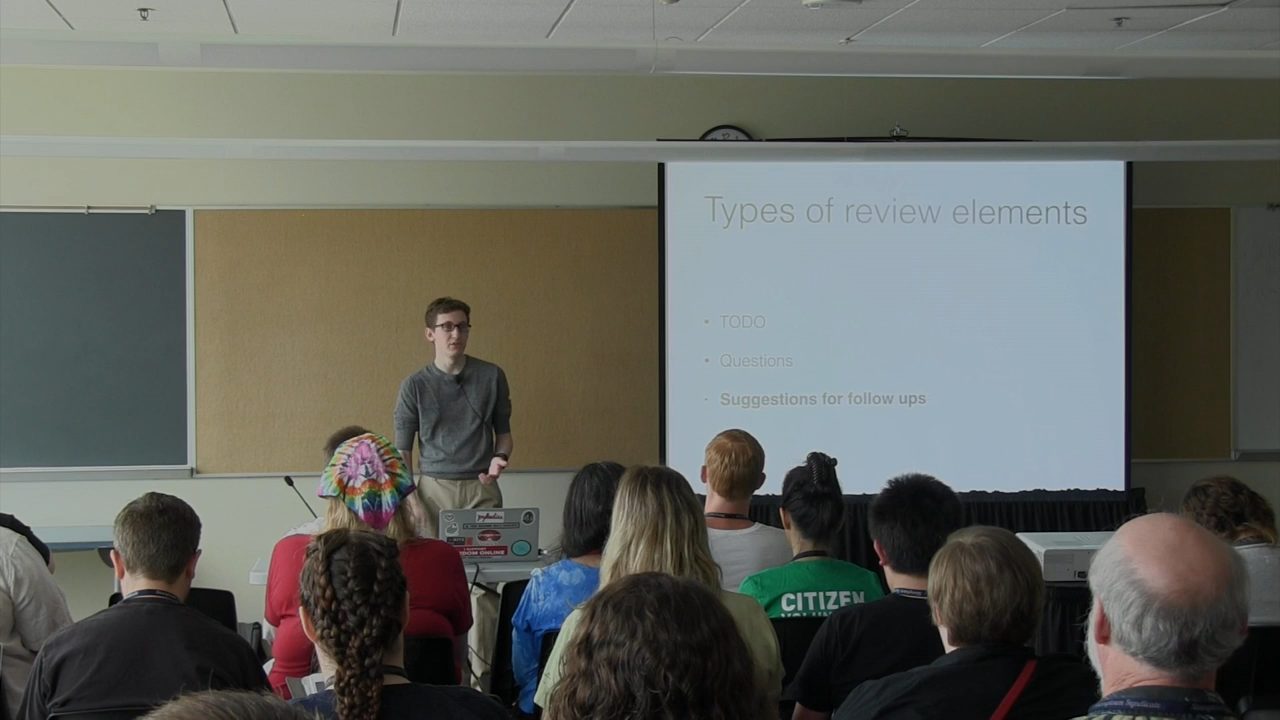 Types of review elements
• TODO
• Questions
• Suggestions for follow ups
CITIZEN